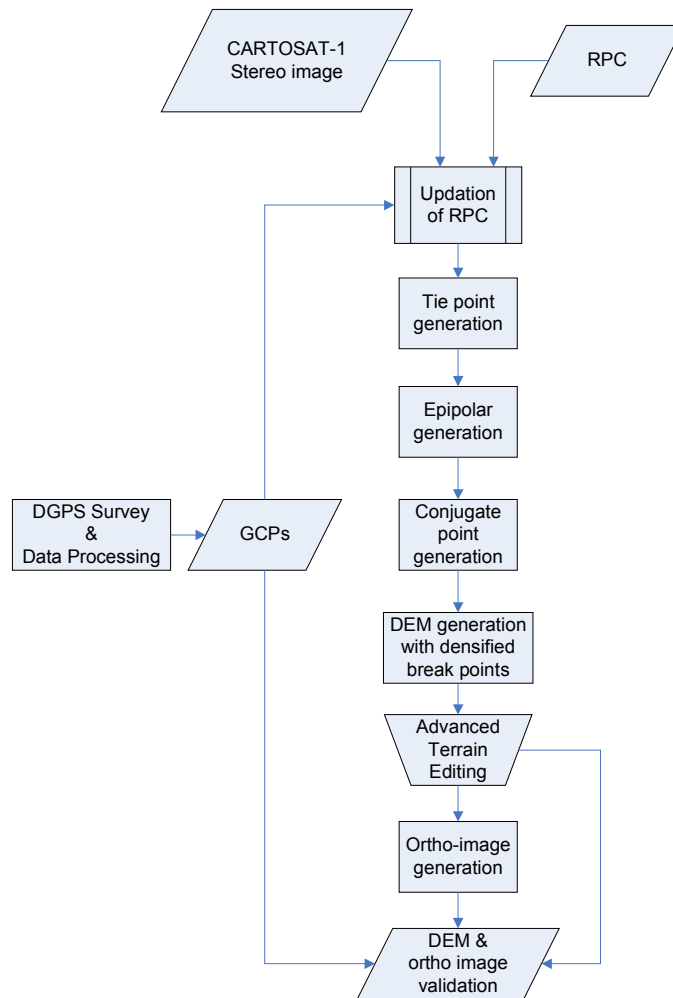 CARTOSAT-1
Stereo image
RPC
Updation
of RPC
Tie point
generation
Epipolar
generation
DGPS Survey
&
Data Processing
GCPs
Conjugate
point
generation
DEM generation
with densified
break points
Advanced
Terrain
Editing
Ortho-image
generation
DEM &
ortho image
validation